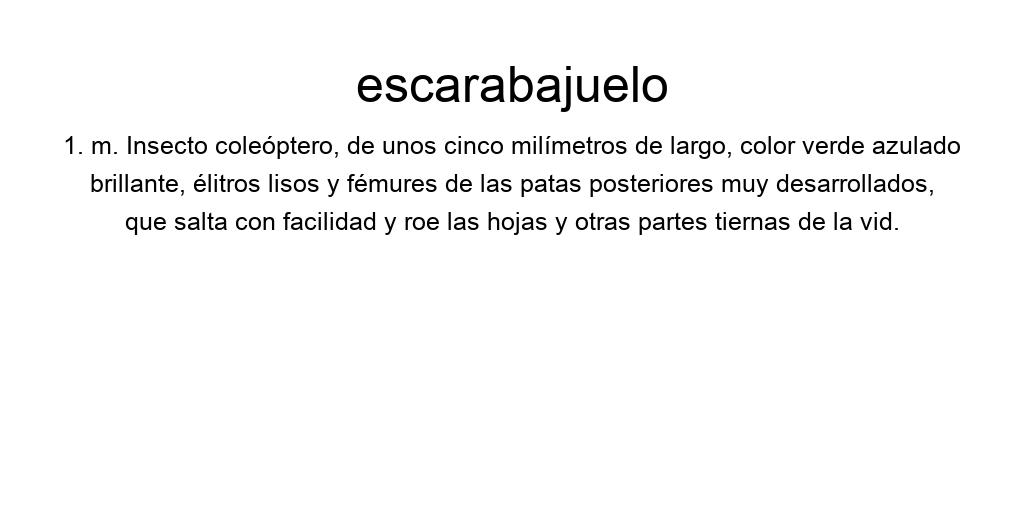 escarabajuelo
1. m. Insecto coleóptero, de unos cinco milímetros de largo, color verde azulado
brillante, élitros lisos y fémures de las patas posteriores muy desarrollados,
que salta con facilidad y roe las hojas y otras partes tiernas de la vid.